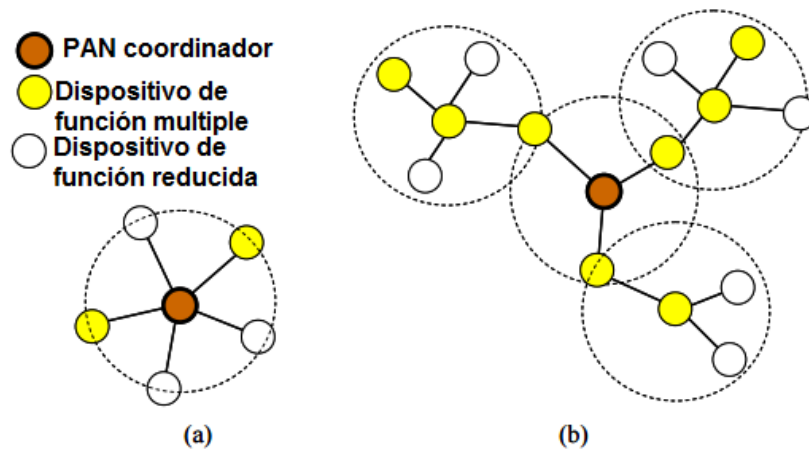 PAN coordinador
Dispositivo de
función multiple
Dispositivo de
función reducida
(a)
(b)